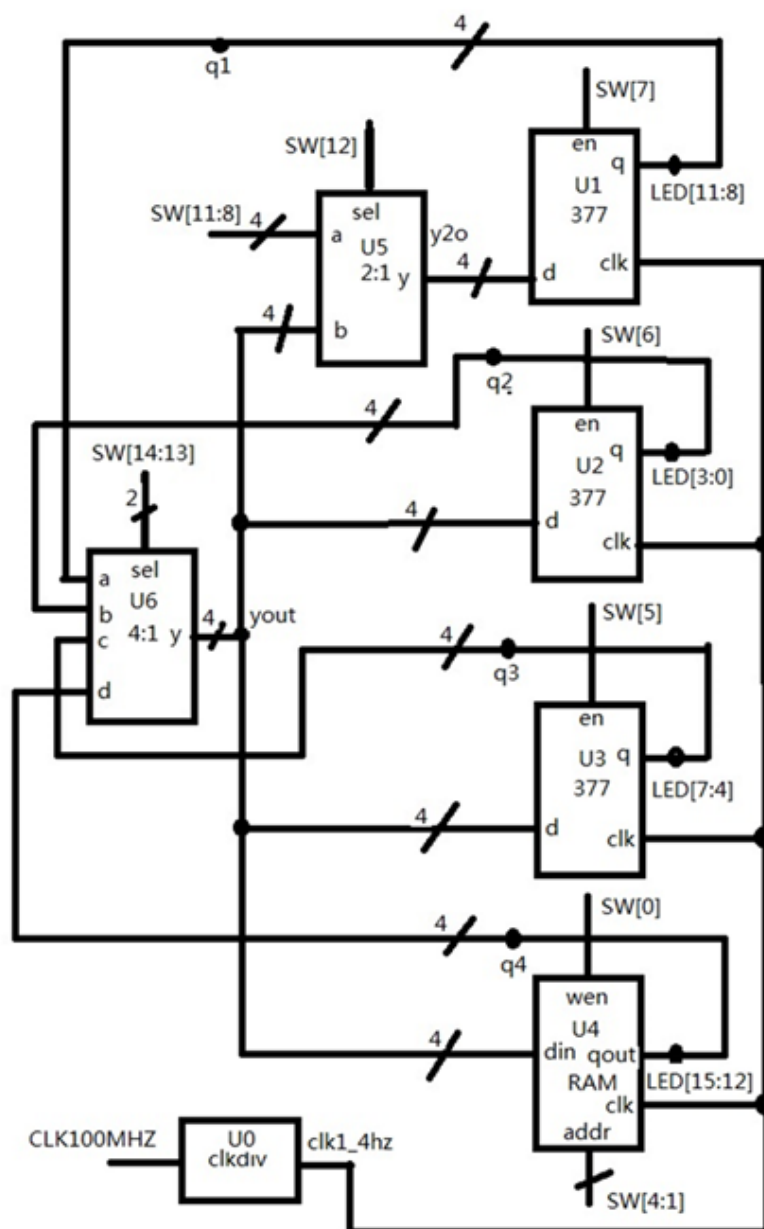 4
q1
SW[7]
en
q
U1
LED[11:8]
377
clk
d
SW[12]
SW[11:8]
4
sel
a
U5
y2o
2:1
y
4
4
b
SW[6]
q2
4
en
q
U2
LED[3:0]
377
4
d
clk
SW[14:13]
2
sel
a
U6
b
4:1
y
c
d
4
yout
SW[5]
4
q3
en
U3
q
377
LED[7:4]
4
d
clk
SW[0]
4
q4
wen
U4
4
din
qout
RAM
LED[15:12]
clk
addr
SW[4:1]
CLK100MHZ
U0
clkdiv
clk1_4hz